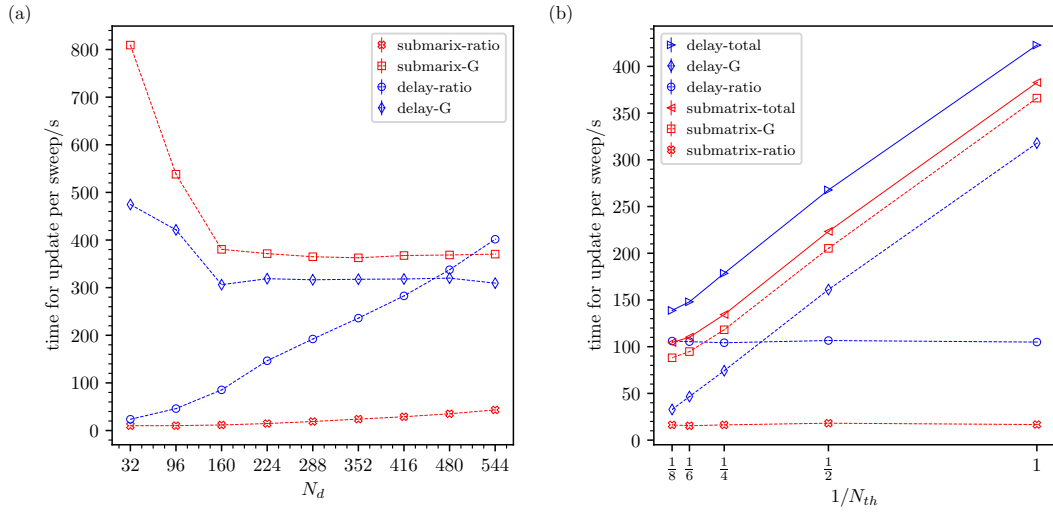 (a)
time for update per sweep/s
800
700
600
500
400
300
200
100
0
32 96 160 224 288 352 416 480 544
N_d
submarix-ratio
submarix-G
delay-ratio
delay-G
(b)
time for update per sweep/s
400
350
300
250
200
150
100
50
0
1/8 1/6 1/4 1/2 1
1/N_th
delay-total
delay-G
delay-ratio
submatrix-total
submatrix-G
submatrix-ratio